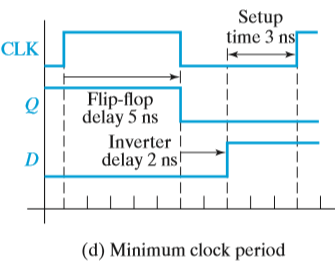 Setup
time 3 ns
CLK
Q
Flip-flop
delay 5 ns
Inverter
delay 2 ns
D
(d) Minimum clock period